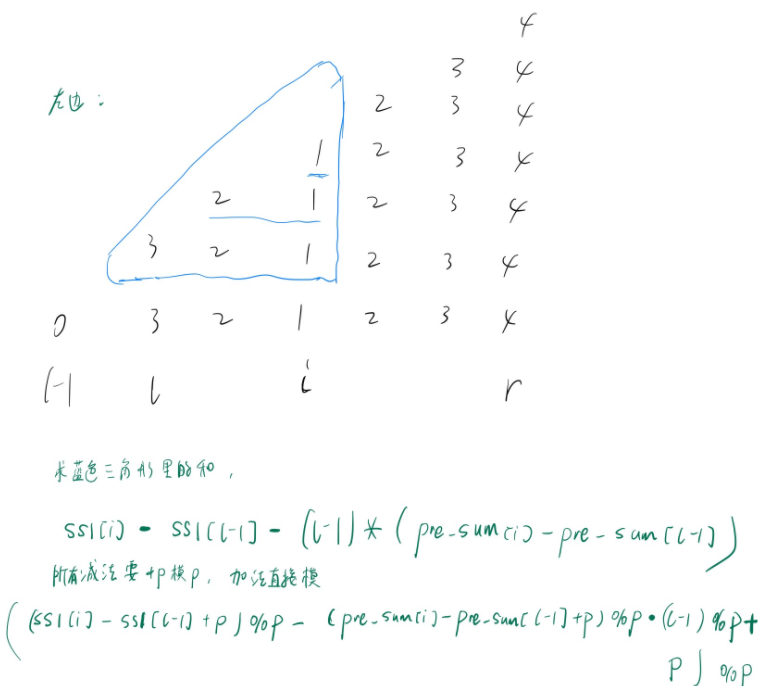 4
3 4
左边: 2 3 4
1 2 3 4
2 1 2 3 4
3 2 1 2 3 4
0 3 2 1 2 3 4
l-1 l i r
求蓝色三角形里的和,
ss1[i] - ss1[l-1] - (l-1) * (pre-sum[i] - pre-sum[l-1])
所有减法要+p模p, 加法直接模
((ss1[i] - ss1[l-1] + p) %p - (pre-sum[i] - pre-sum[l-1] + p) %p · (l-1) %p +
p) %p